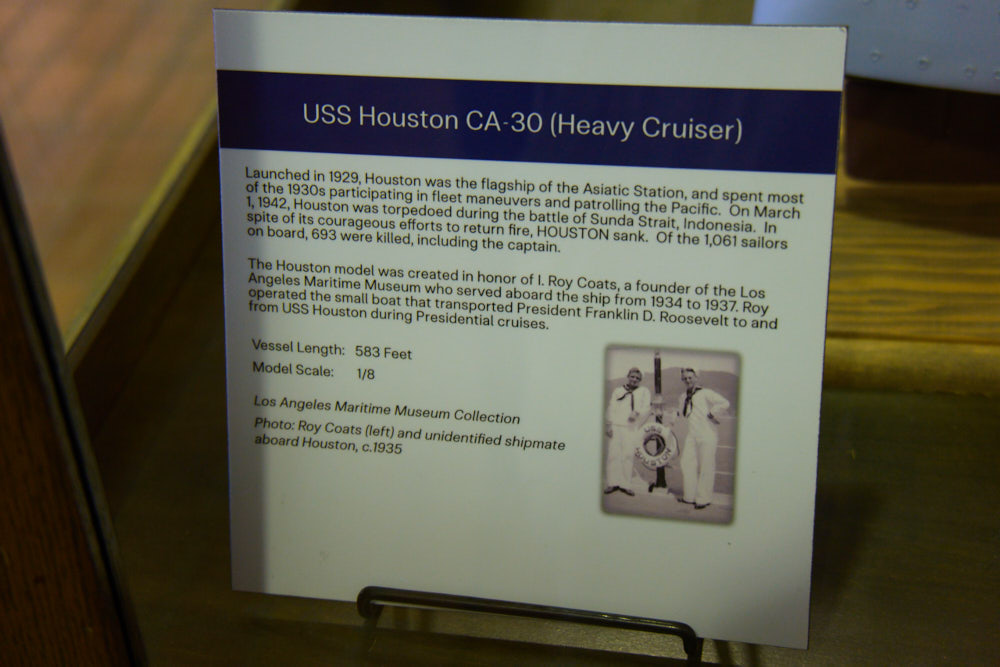 USS Houston CA-30 (Heavy Cruiser)
Launched in 1929, Houston was the flagship of the Asiatic Station, and spent most
of the 1930s participating in fleet maneuvers and patrolling the Pacific. On March
1, 1942, Houston was torpedoed during the battle of Sunda Strait, Indonesia. In
spite of its courageous efforts to return fire, HOUSTON sank. Of the 1,061 sailors
on board, 693 were killed, including the captain.
The Houston model was created in honor of I. Roy Coats, a founder of the Los
Angeles Maritime Museum who served aboard the ship from 1934 to 1937. Roy
operated the small boat that transported President Franklin D. Roosevelt to and
from USS Houston during Presidential cruises.
Vessel Length: 583 Feet
Model Scale: 1/8
Los Angeles Maritime Museum Collection
Photo: Roy Coats (left) and unidentified shipmate
aboard Houston, c.1935
USS
HOUSTON